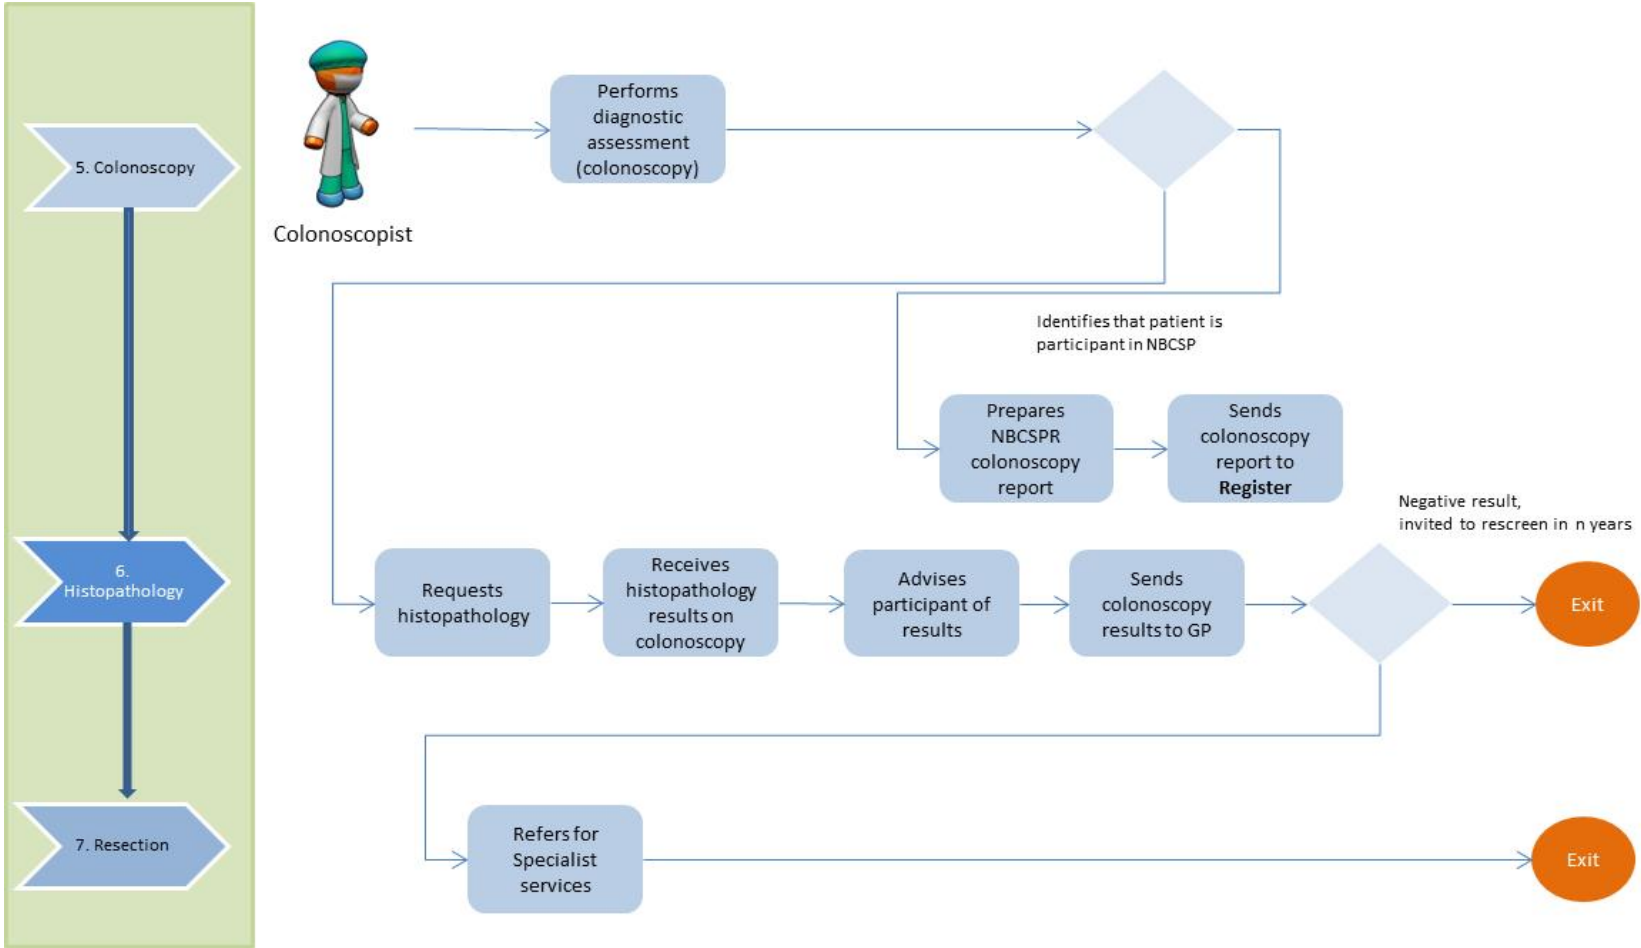 5. Colonoscopy
Colonoscopist
Performs
diagnostic
assessment
(colonoscopy)
Identifies that patient is
participant in NBCSP
Prepares
NBCSPR
colonoscopy
report
Sends
colonoscopy
report to
Register
Negative result,
invited to rescreen in n years
6.
Histopathology
Requests
histopathology
Receives
histopathology
results on
colonoscopy
Advises
participant of
results
Sends
colonoscopy
results to GP
Exit
7. Resection
Refers for
Specialist
services
Exit